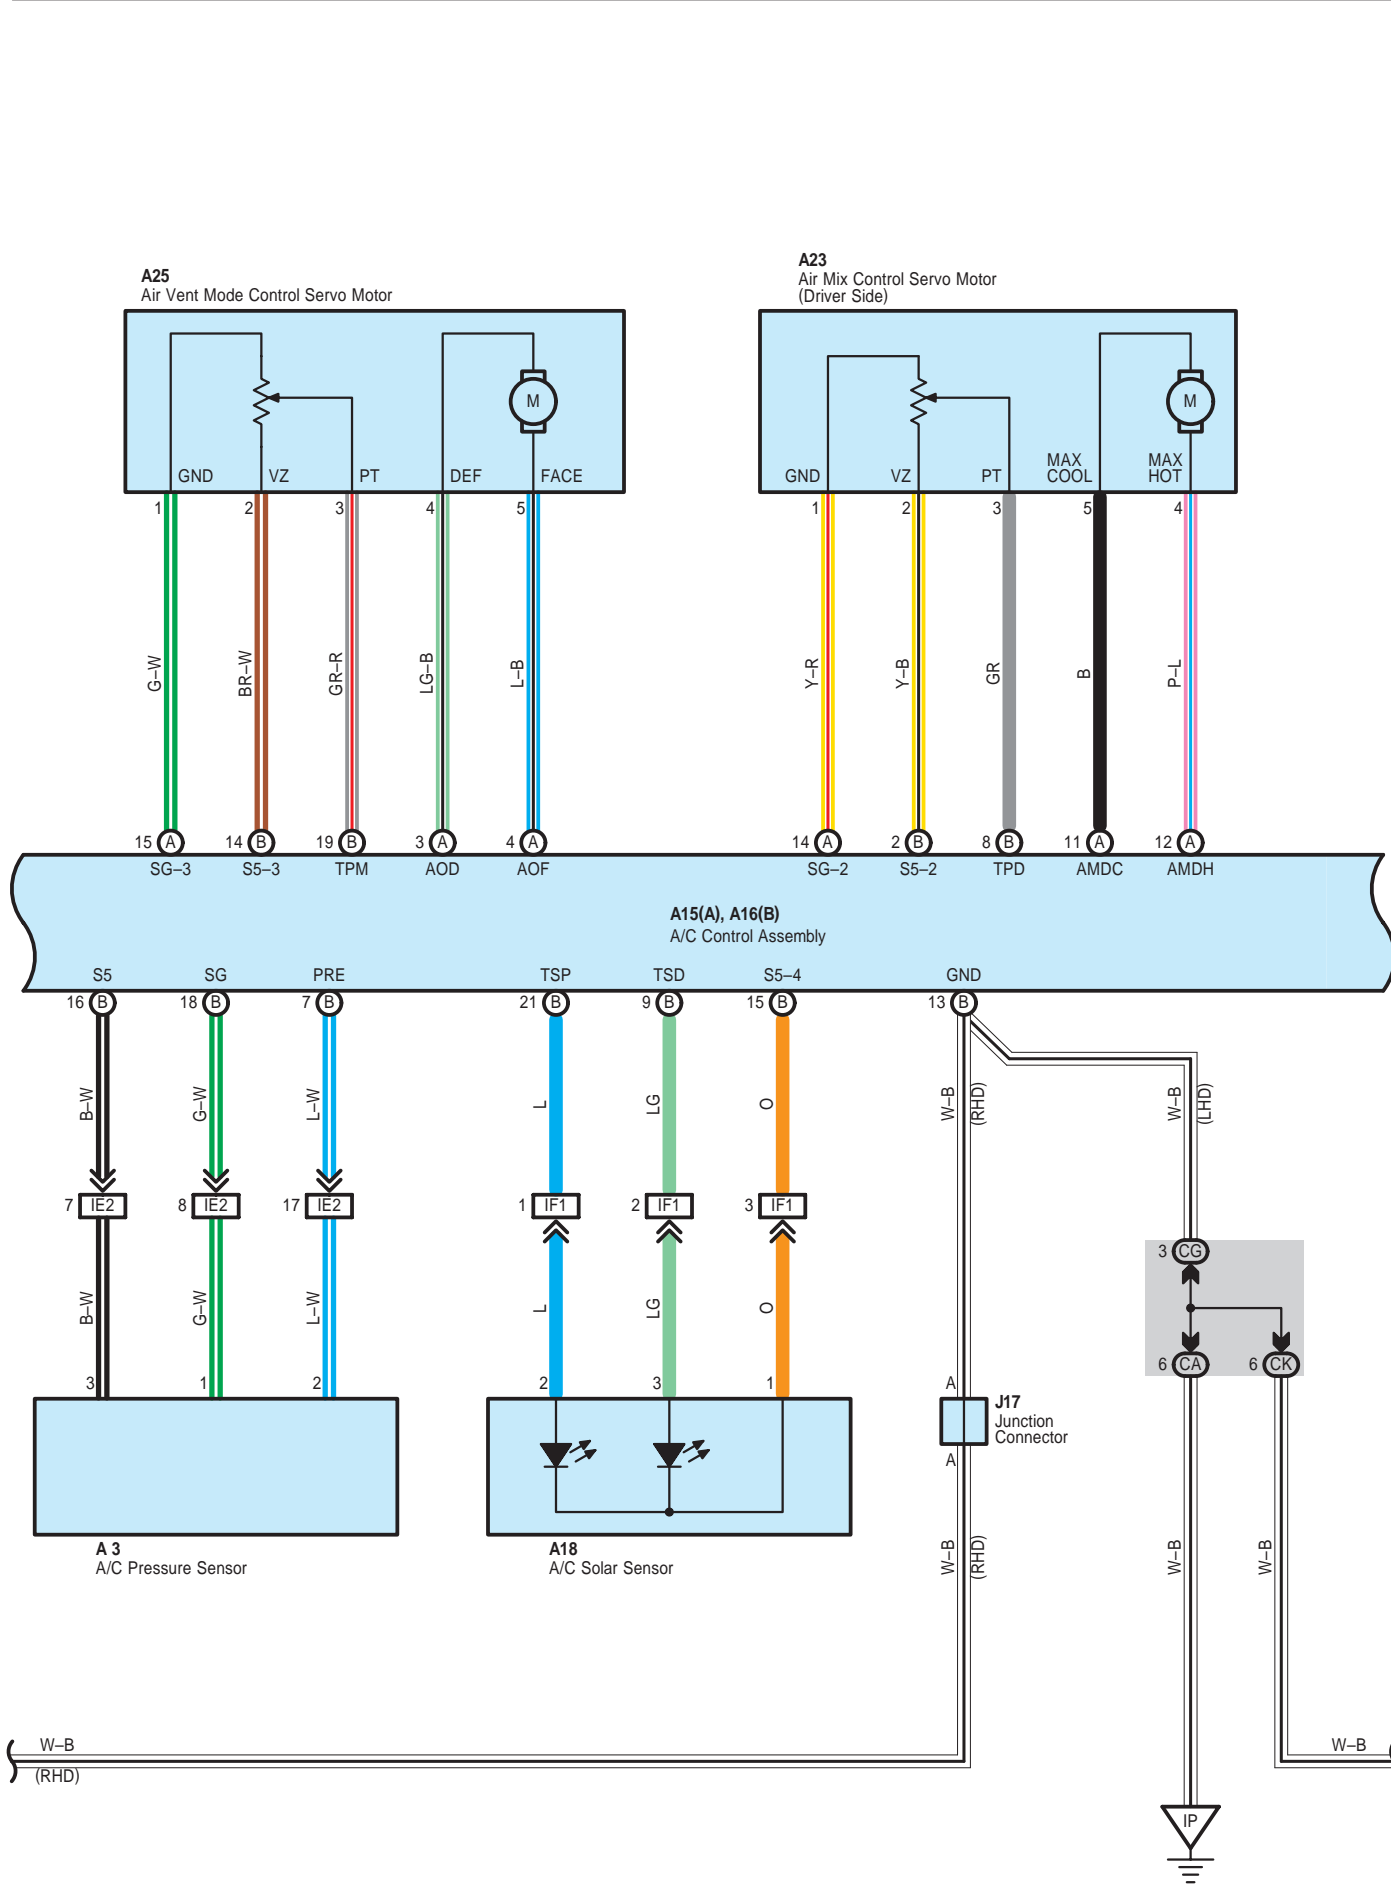 A25
Air Vent Mode Control Servo Motor
A23
Air Mix Control Servo Motor
(Driver Side)
M
M
GND
VZ
PT
DEF
FACE
GND
VZ
PT
MAX
COOL
MAX
HOT
1
2
3
4
5
1
2
3
5
4
G–W
BR–W
GR–R
LG–B
L–B
Y–R
Y–B
GR
B
P–L
15 A
14 B
19 B
3 A
4 A
14 A
2 B
8 B
11 A
12 A
SG–3
S5–3
TPM
AOD
AOF
SG–2
S5–2
TPD
AMDC
AMDH
A15(A), A16(B)
A/C Control Assembly
S5
SG
PRE
TSP
TSD
S5–4
GND
16 B
18 B
7 B
21 B
9 B
15 B
13 B
B–W
G–W
L–W
L
LG
O
W–B
(RHD)
W–B
(LHD)
7 IE2
8 IE2
17 IE2
1 IF1
2 IF1
3 IF1
3 CG
B–W
G–W
L–W
L
LG
O
6 CA
6 CK
3
1
2
2
3
1
A
J17
Junction
Connector
A
A 3
A/C Pressure Sensor
A18
A/C Solar Sensor
W–B
(RHD)
W–B
W–B
W–B
(RHD)
W–B
IP